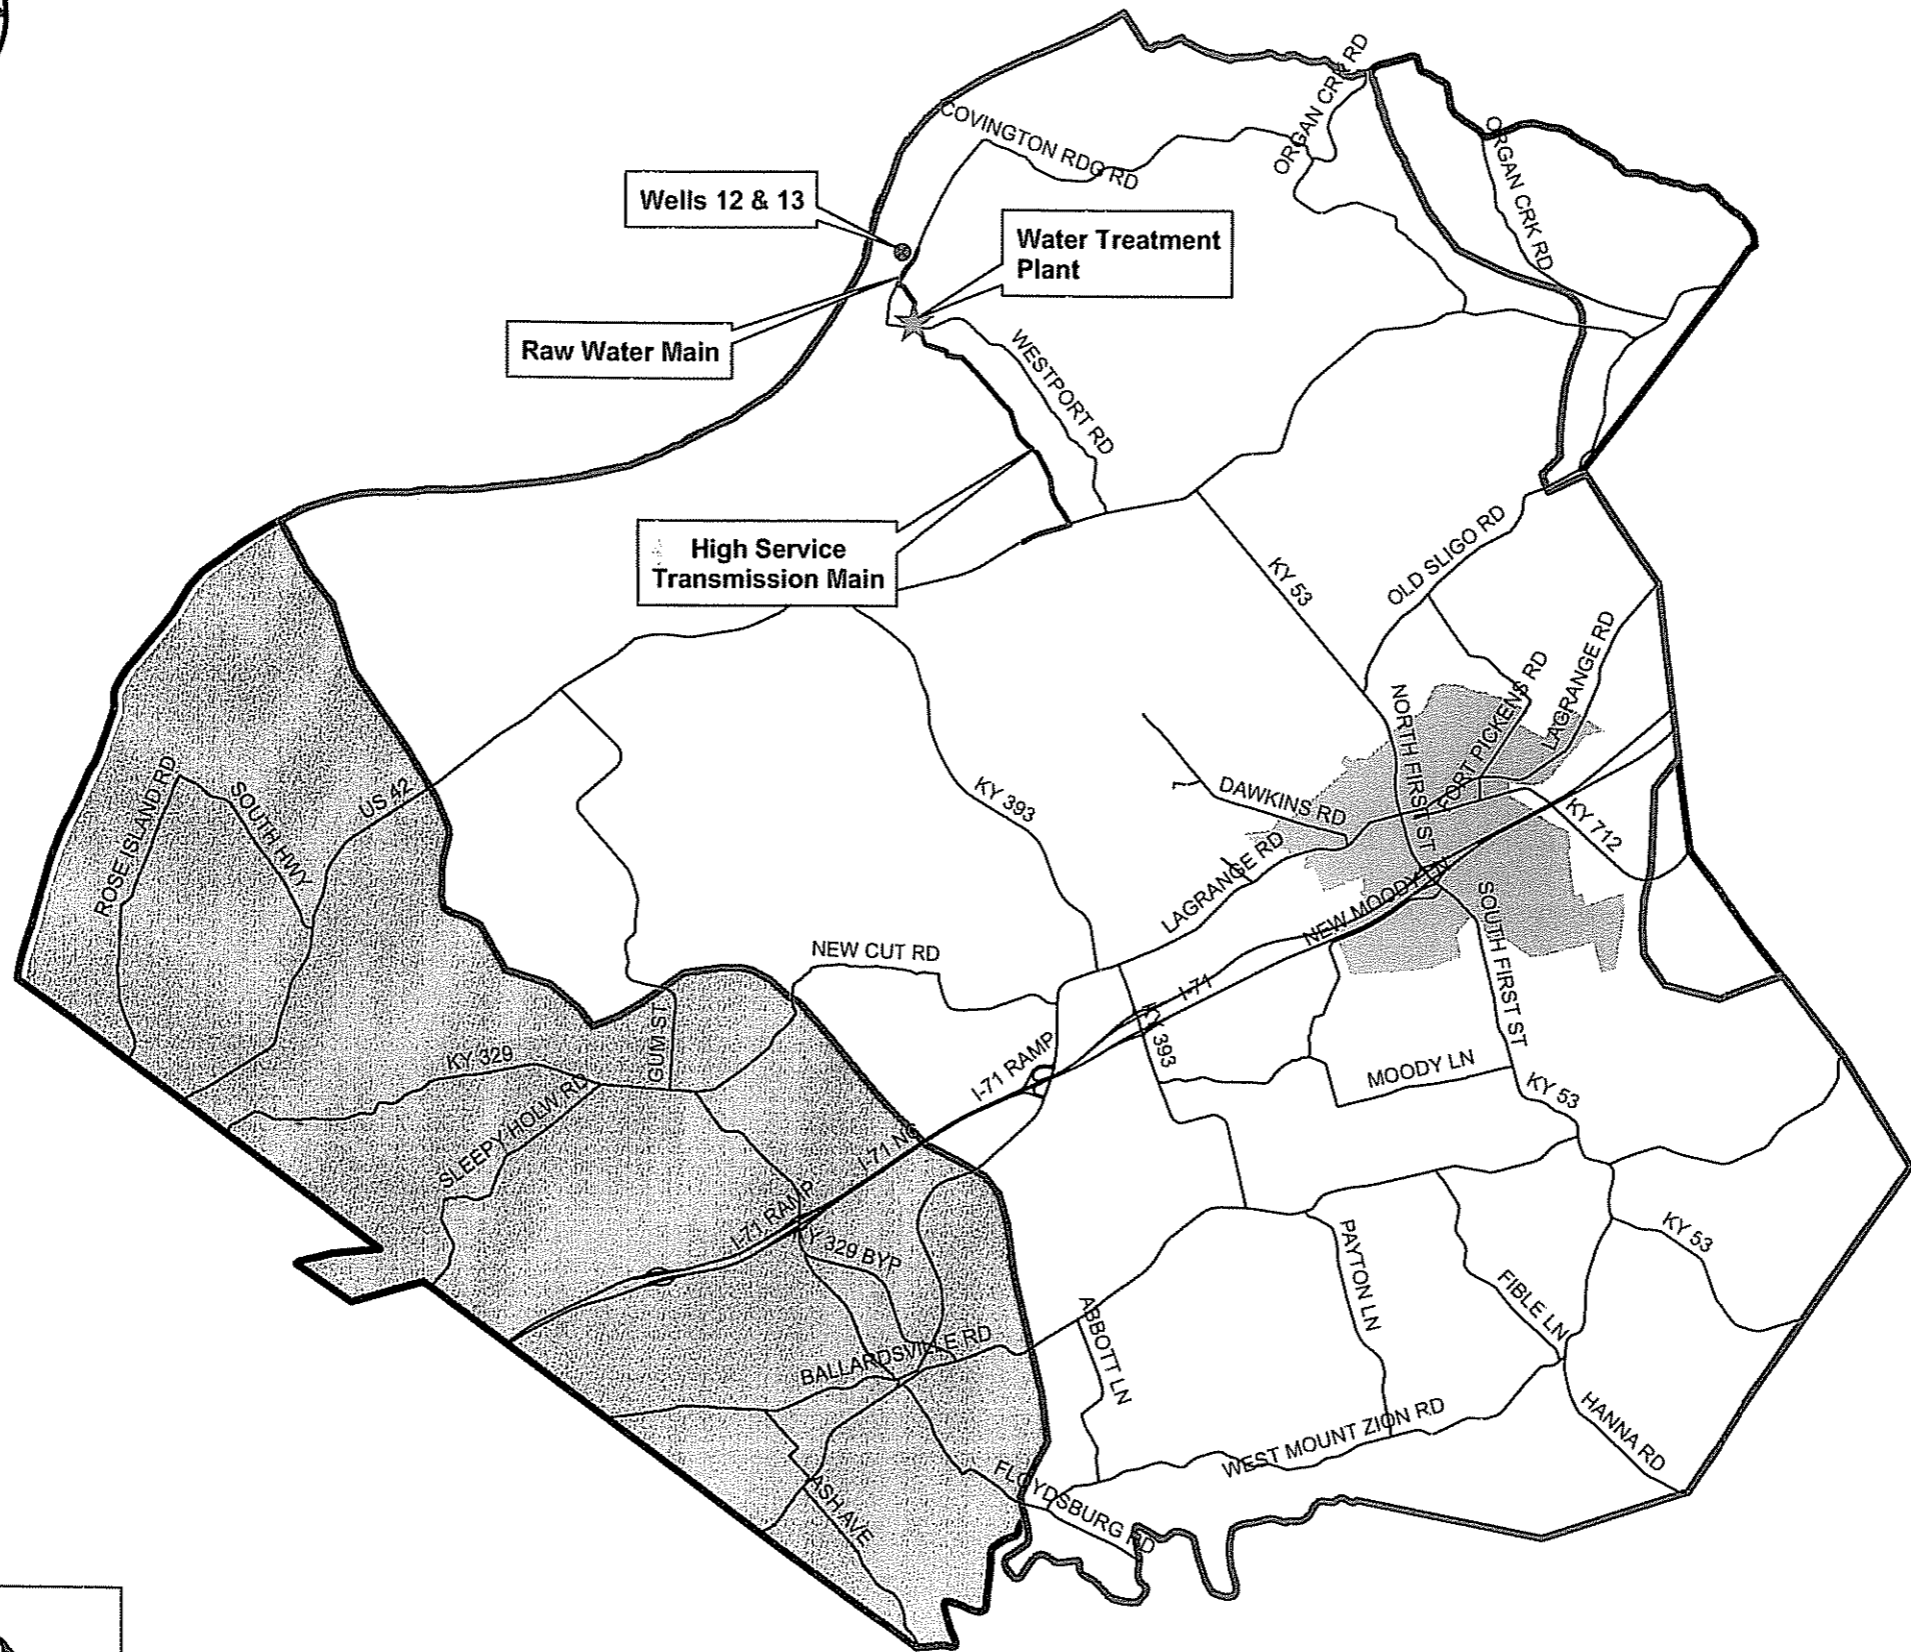 ORGAN CRK RD
COVINGTON RDG RD
ORGAN CRK RD
Wells 12 & 13
Water Treatment
Plant
Raw Water Main
WESTPORT RD
High Service
Transmission Main
KY 53
OLD SLIGO RD
LAGRANGE RD
FORT PICKENS RD
NORTH FIRST ST
ROSE ISLAND RD
SOUTH HWY
US 42
KY 393
DAWKINS RD
KY 712
LAGRANGE RD
NEW MOODY LN
SOUTH FIRST ST
NEW CUT RD
I-71
KY 393
GUM ST
KY 329
I-71 RAMP
MOODY LN
KY 53
SLEEPY HOLW RD
I-71 RAMP
KY 329 BYP
PAYTON LN
KY 53
FIBLE LN
ABBOTT LN
BALLARDSVILLE RD
HANNA RD
WEST MOUNT ZION RD
FLOYDSBURG RD
ASH AVE